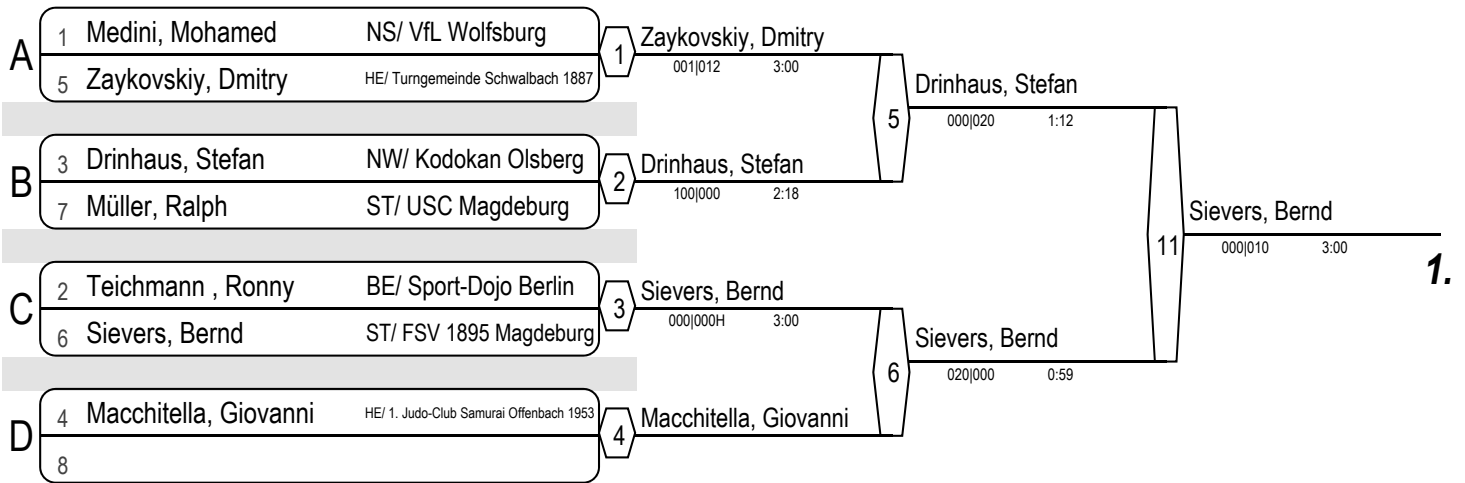 A
1 Medini, Mohamed NS/ VfL Wolfsburg
5 Zaykovskiy, Dmitry HE/ Turngemeinde Schwalbach 1887
1
Zaykovskiy, Dmitry
001|012 3:00
B
3 Drinhaus, Stefan NW/ Kodokan Olsberg
7 Müller, Ralph ST/ USC Magdeburg
2
Drinhaus, Stefan
100|000 2:18
5
Drinhaus, Stefan
000|020 1:12
C
2 Teichmann , Ronny BE/ Sport-Dojo Berlin
6 Sievers, Bernd ST/ FSV 1895 Magdeburg
3
Sievers, Bernd
000|000H 3:00
D
4 Macchitella, Giovanni HE/ 1. Judo-Club Samurai Offenbach 1953
8
4
Macchitella, Giovanni
6
Sievers, Bernd
020|000 0:59
11
Sievers, Bernd
000|010 3:00
1.